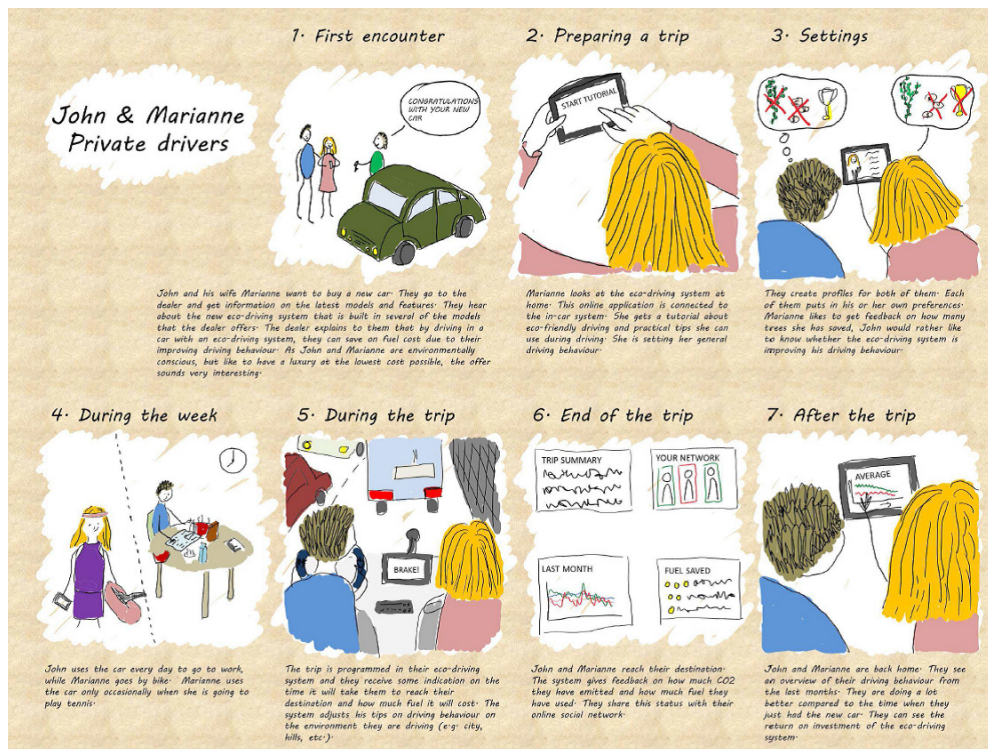 John & Marianne
Private drivers
1. First encounter
CONGRATULATIONS
WITH YOUR NEW
CAR
John and his wife Marianne want to buy a new car. They go to the
dealer and get information on the latest models and features. They hear
about the new eco-driving system that is built in several of the models
that the dealer offers. The dealer explains to them that by driving in a
car with an eco-driving system, they can save on fuel cost due to their
improving driving behaviour. As John and Marianne are environmentally
conscious, but like to have a luxury at the lowest cost possible, the offer
sounds very interesting.
2. Preparing a trip
START TUTORIAL
Marianne looks at the eco-driving system at
home. This online application is connected to
the in-car system. She gets a tutorial about
eco-friendly driving and practical tips she can
use during driving. She is setting her general
driving behaviour.
3. Settings
They create profiles for both of them. Each
of them puts in his or her own preferences.
Marianne likes to get feedback on how many
trees she has saved, John would rather like
to know whether the eco-driving system is
improving his driving behaviour.
4. During the week
John uses the car every day to go to work,
while Marianne goes by bike. Marianne uses
the car only occasionally when she is going to
play tennis.
5. During the trip
BRAKE!
The trip is programmed in their eco-driving
system and they receive some indication on the
time it will take them to reach their
destination and how much fuel it will cost. The
system adjusts his tips on driving behaviour on
the environment they are driving (e.g. city,
hills, etc.).
6. End of the trip
TRIP SUMMARY
YOUR NETWORK
LAST MONTH
FUEL SAVED
John and Marianne reach their destination.
The system gives feedback on how much CO2
they have emitted and how much fuel they
have used. They share this status with their
online social network.
7. After the trip
AVERAGE
John and Marianne are back home. They see
an overview of their driving behaviour from
the last months. They are doing a lot
better compared to the time when they
just had the new car. They can see the
return on investment of the eco-driving
system.